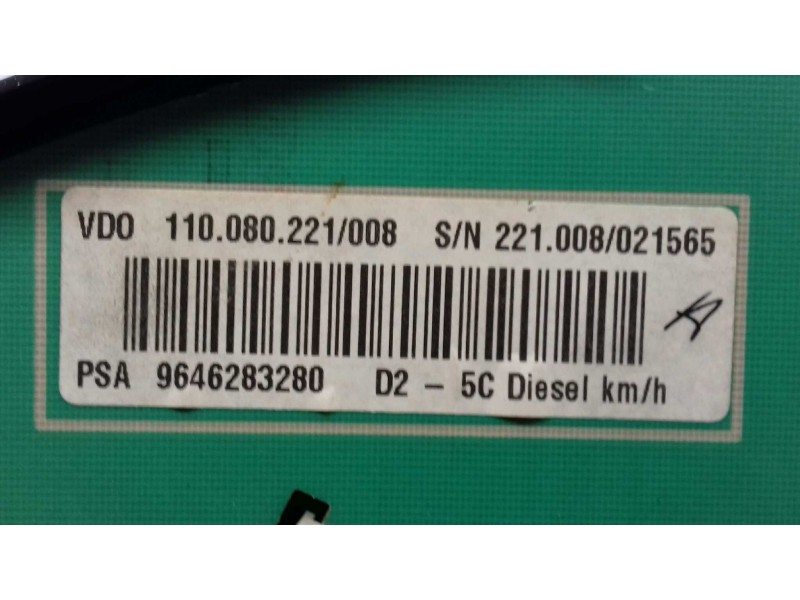 VDO 110.080.221/008 S/N 221.008/021565
PSA 9646283280 D2 - 5C Diesel km/h